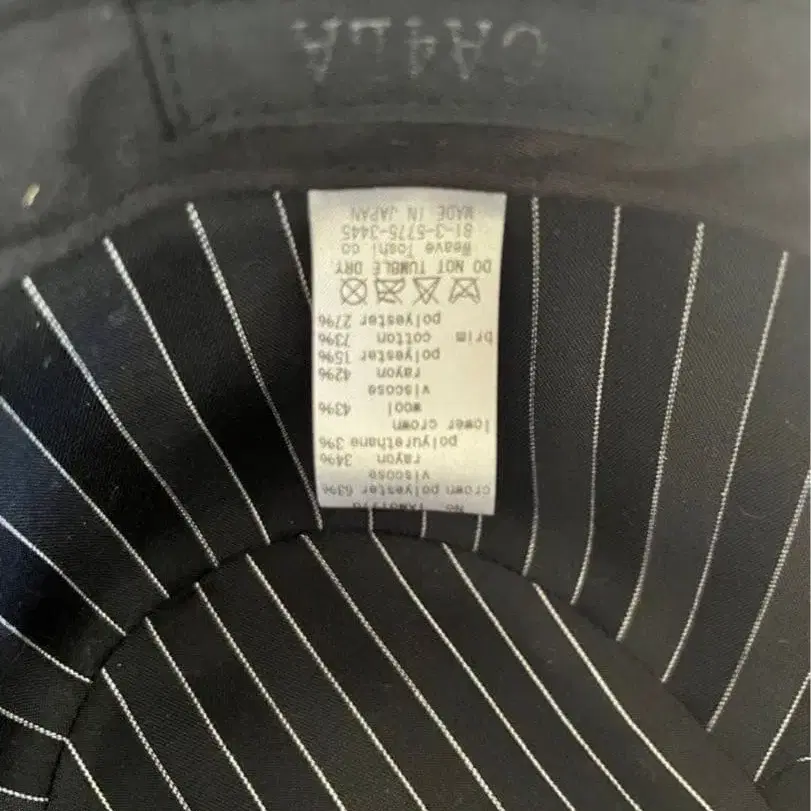 CA4LA
crown polyester 63%
viscose
rayon 34%
polyurethane 3%
lower crown
wool 43%
viscose
rayon 42%
polyester 15%
brim cotton 73%
polyester 27%
DO NOT TUMBLE DRY
Weave Toshi co
81-3-5775-3445
MADE IN JAPAN